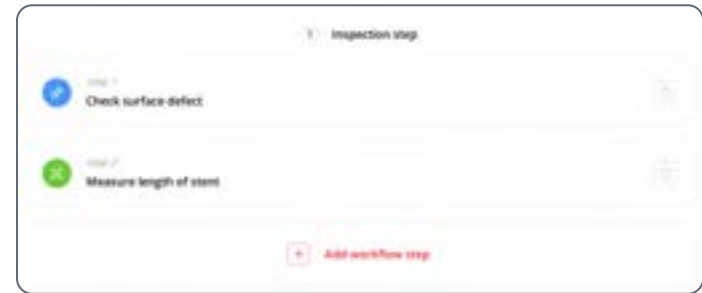 Inspection step
step 1
Check surface defect
step 2
Measure length of stent
+ Add workflow step